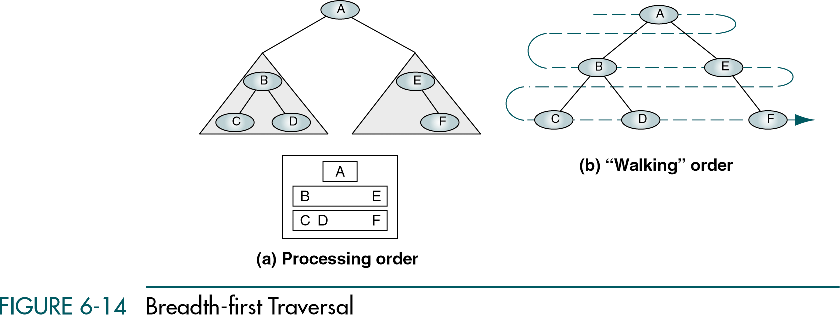 A
B
E
C
D
F
A
B E
C D F
(a) Processing order
A
B
E
C
D
F
(b) “Walking” order
FIGURE 6-14 Breadth-first Traversal